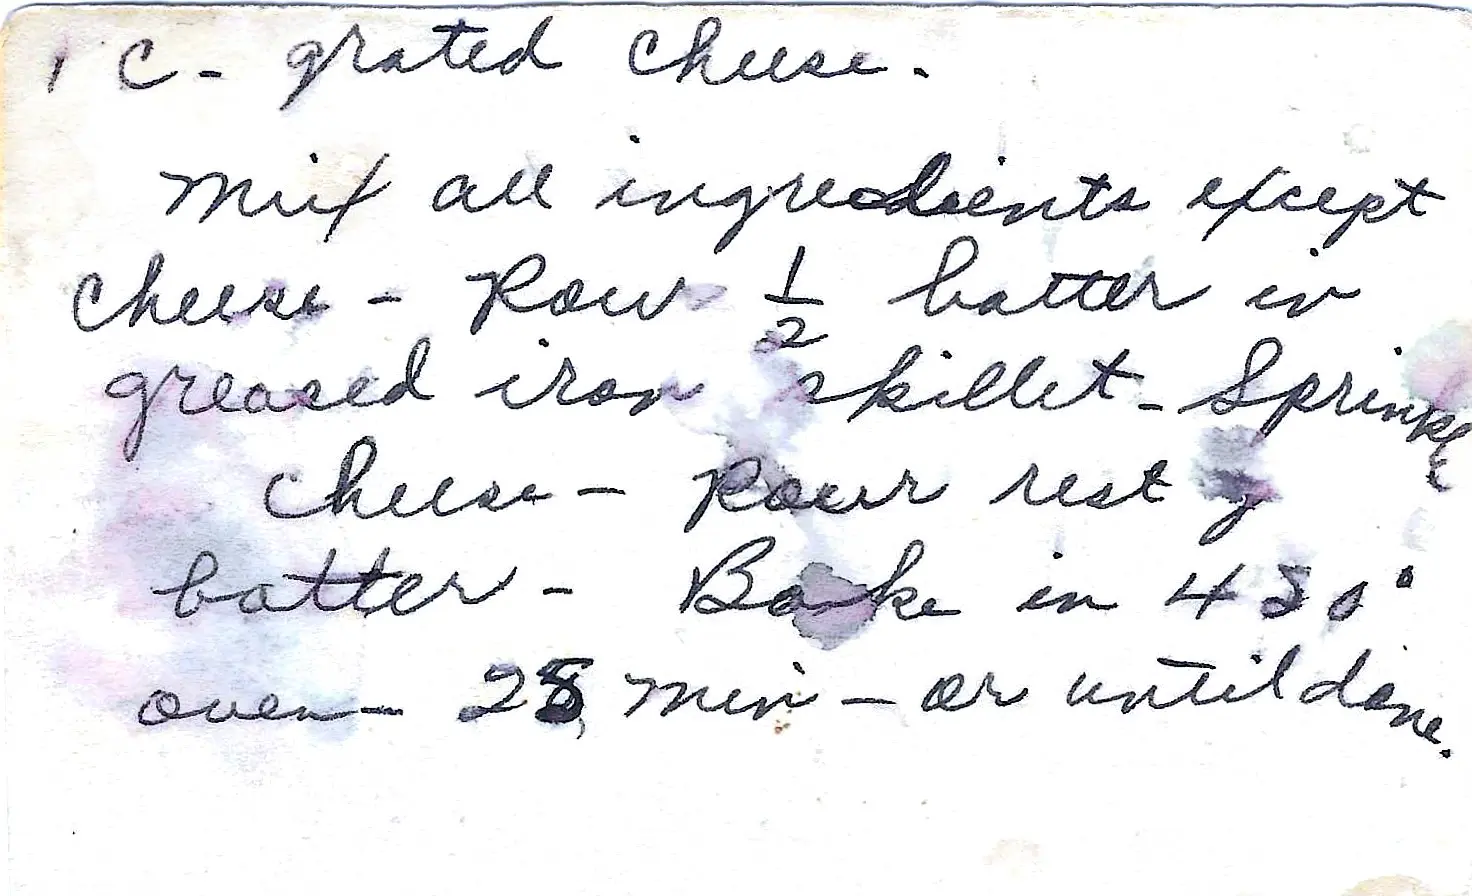 1 C - grated cheese.
Mix all ingredients except
cheese - Pour 1/2 batter in
greased iron skillet - Sprinkle
cheese - Pour rest of
batter - Bake in 450°
oven - 25 min - or until done.